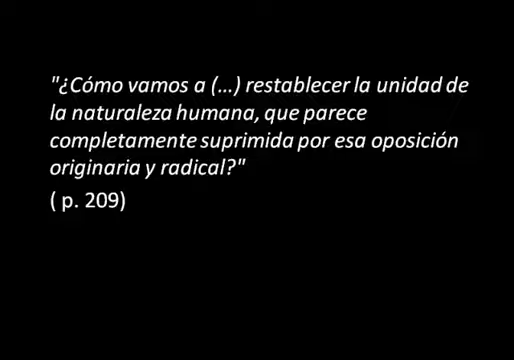 "¿Cómo vamos a (...) restablecer la unidad de
la naturaleza humana, que parece
completamente suprimida por esa oposición
originaria y radical?"
( p. 209)